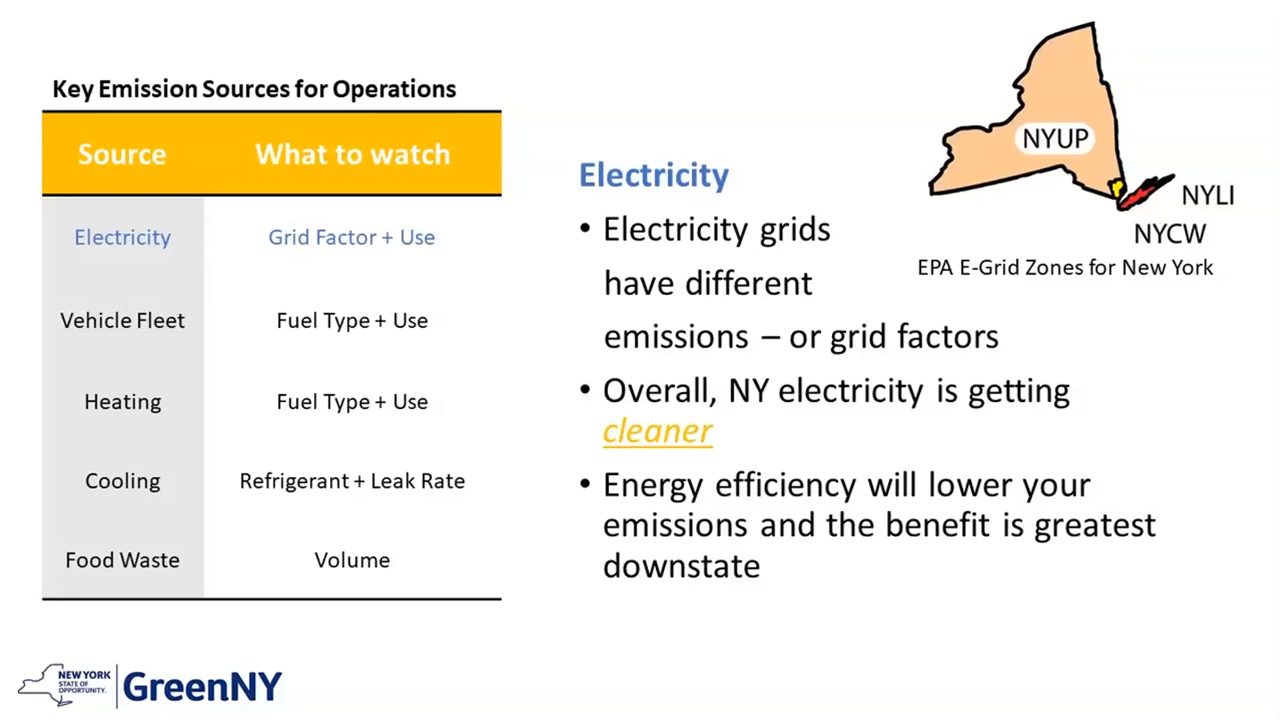 Key Emission Sources for Operations
Source What to watch
Electricity Grid Factor + Use
Vehicle Fleet Fuel Type + Use
Heating Fuel Type + Use
Cooling Refrigerant + Leak Rate
Food Waste Volume
Electricity
• Electricity grids
have different
emissions – or grid factors
• Overall, NY electricity is getting
cleaner
• Energy efficiency will lower your
emissions and the benefit is greatest
downstate
NYUP
NYLI
NYCW
EPA E-Grid Zones for New York
NEW YORK
STATE OF
OPPORTUNITY.
GreenNY